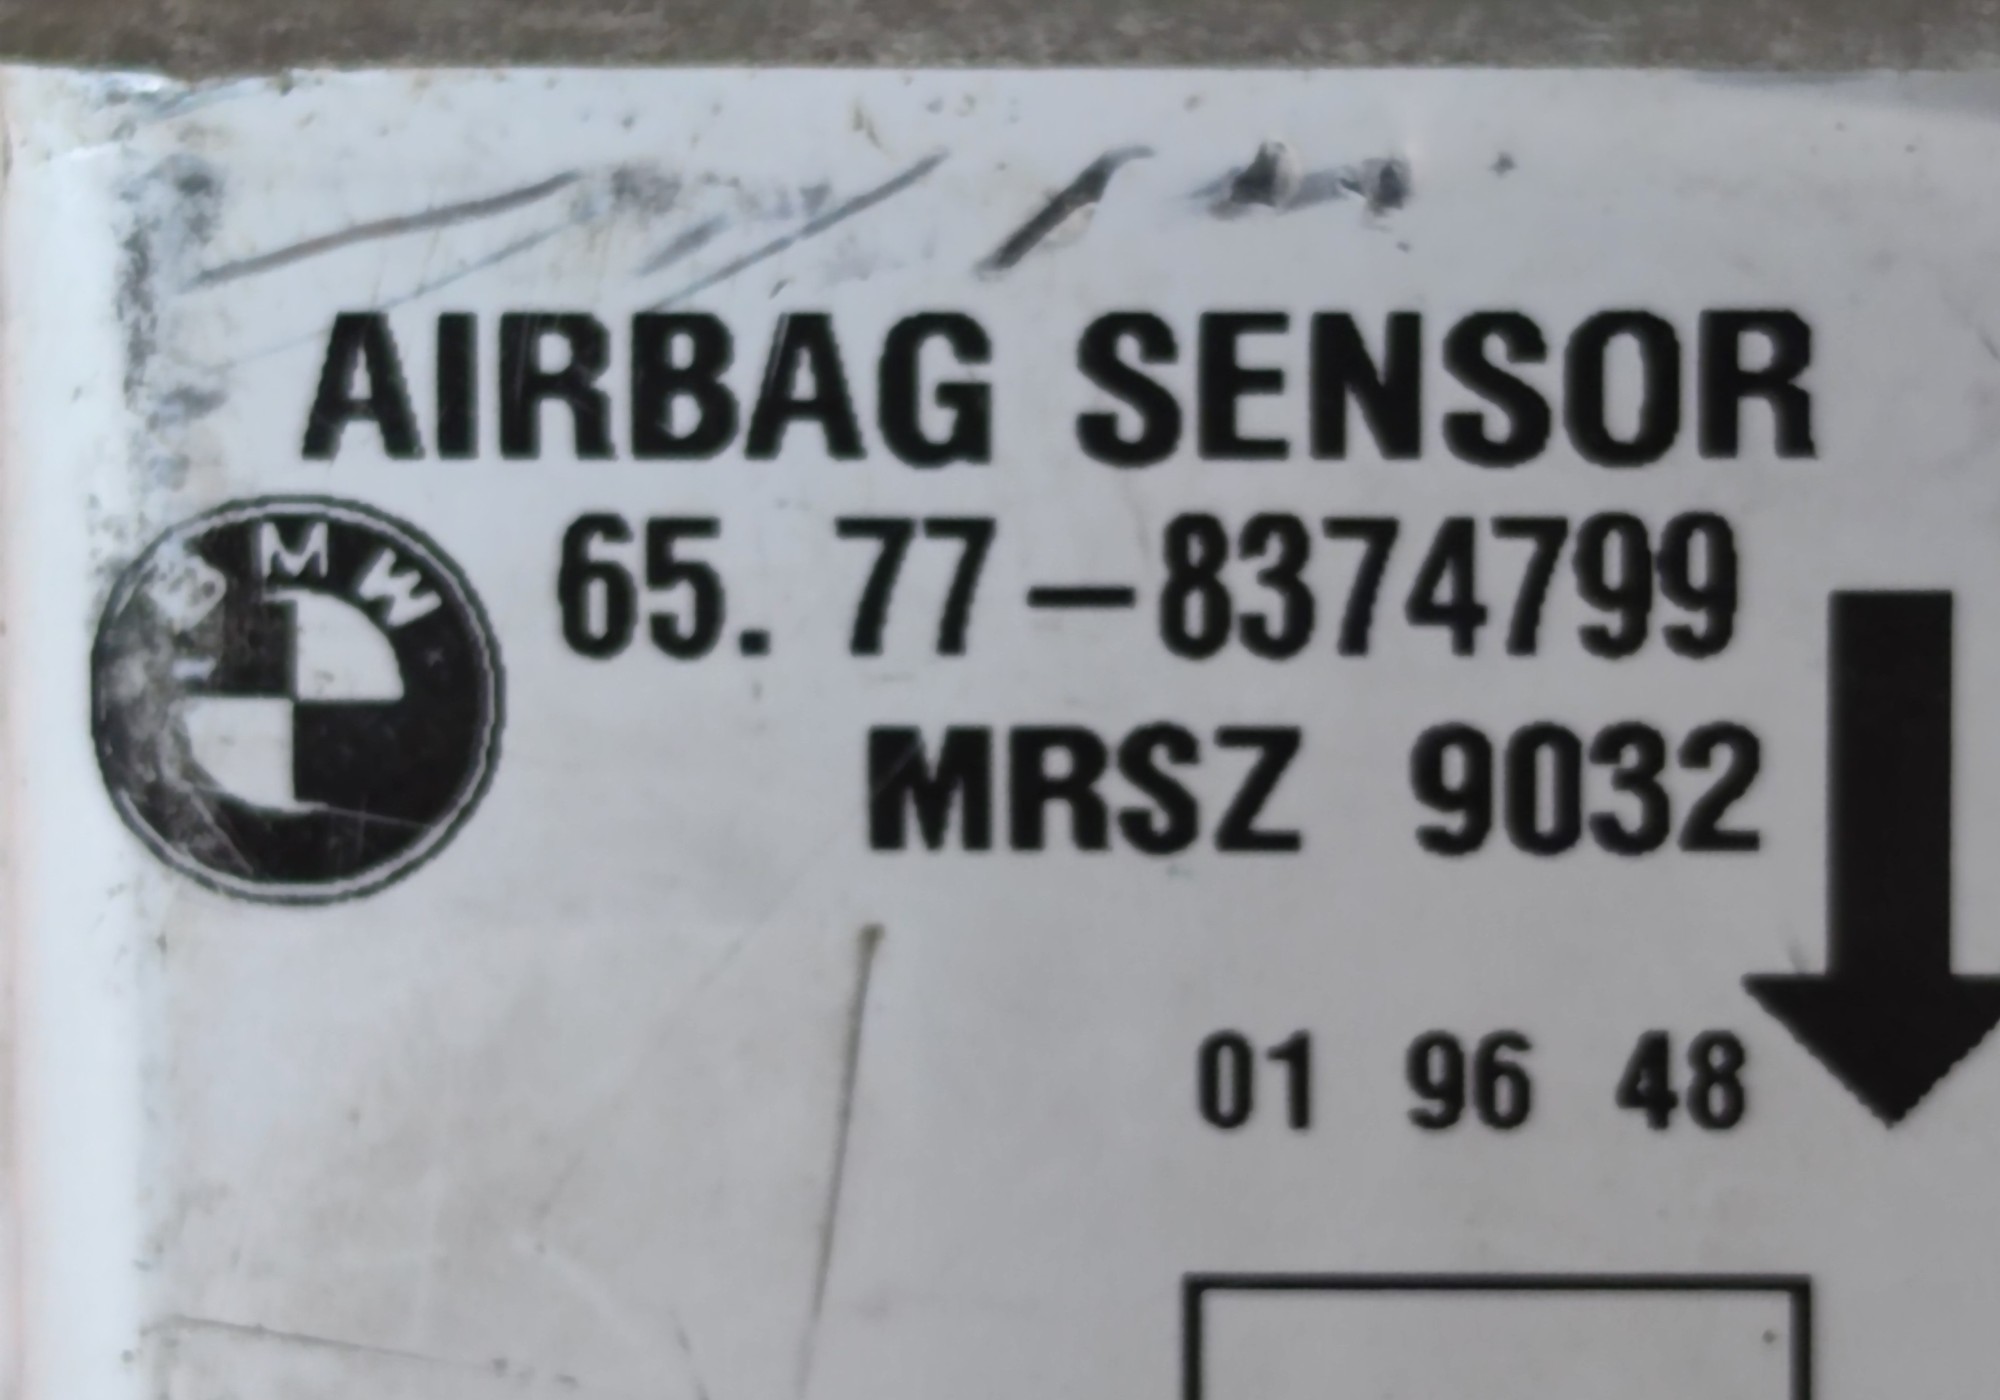 AIRBAG SENSOR
BMW
65. 77-8374799
MRSZ 9032
01 96 48